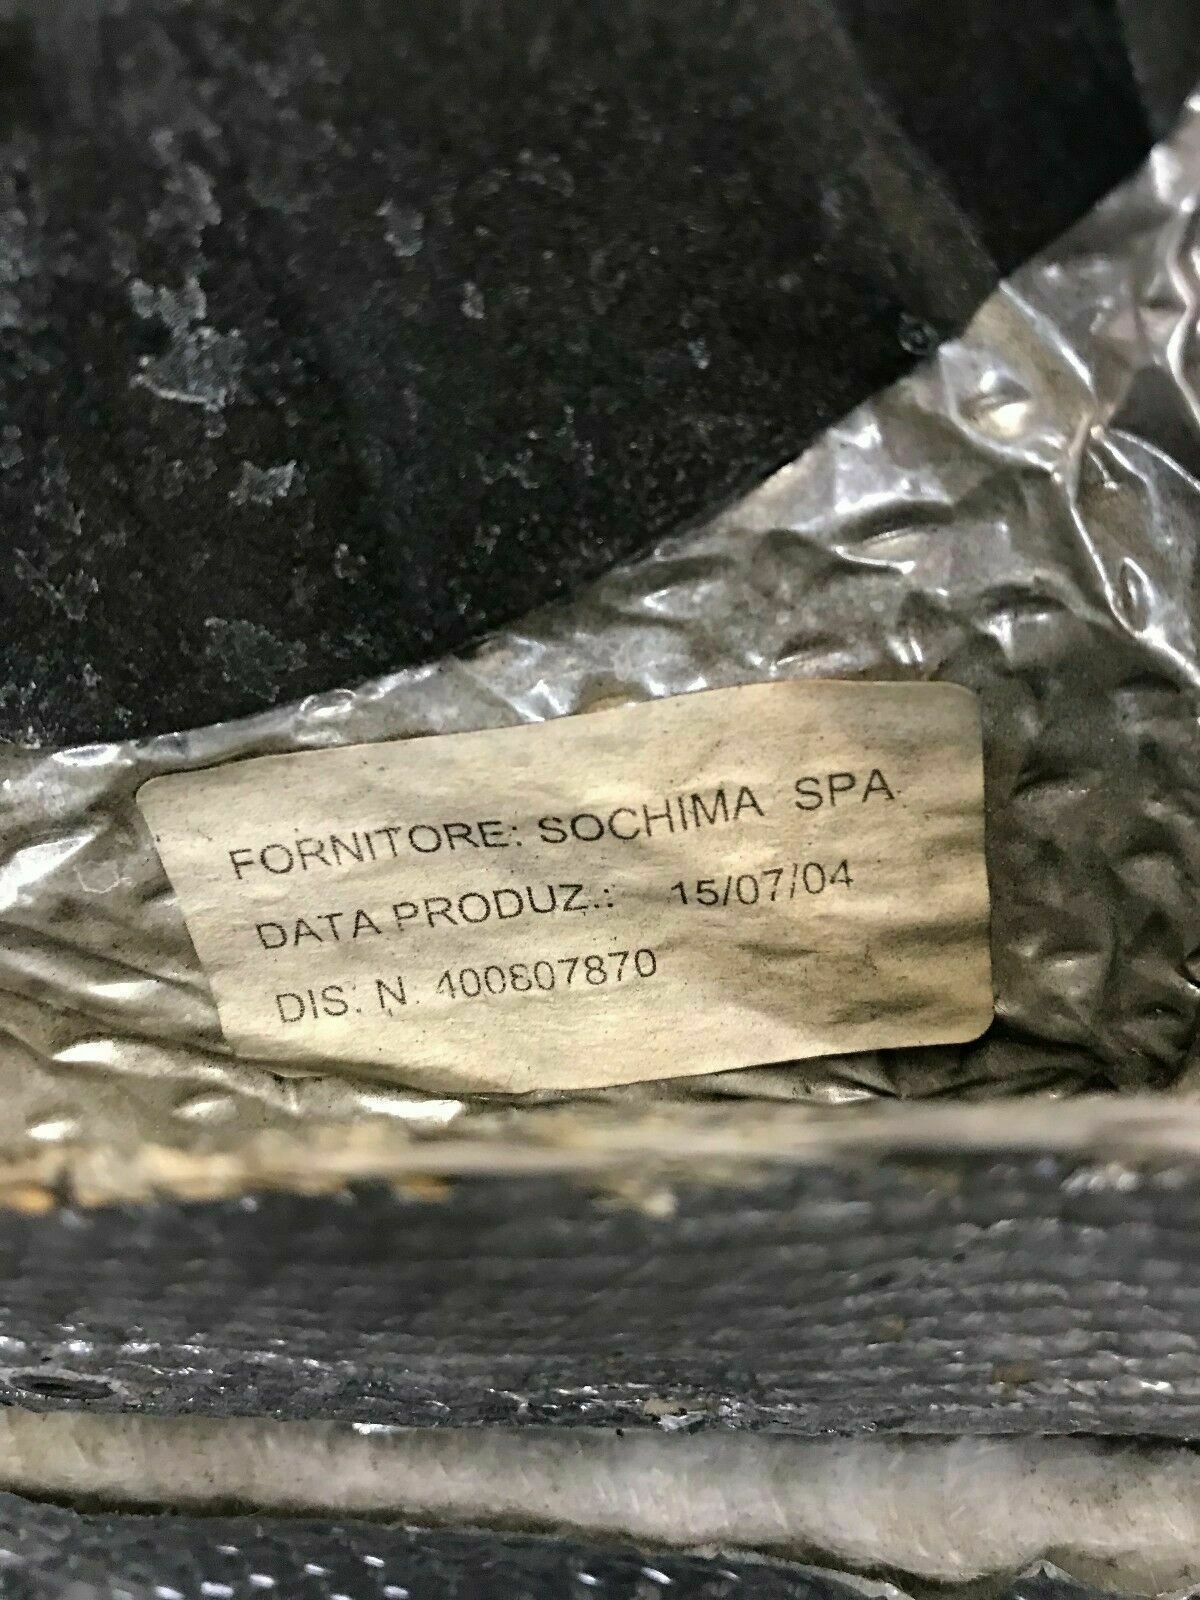 FORNITORE: SOCHIMA SPA
DATA PRODUZ.: 15/07/04
DIS. N. 400807870